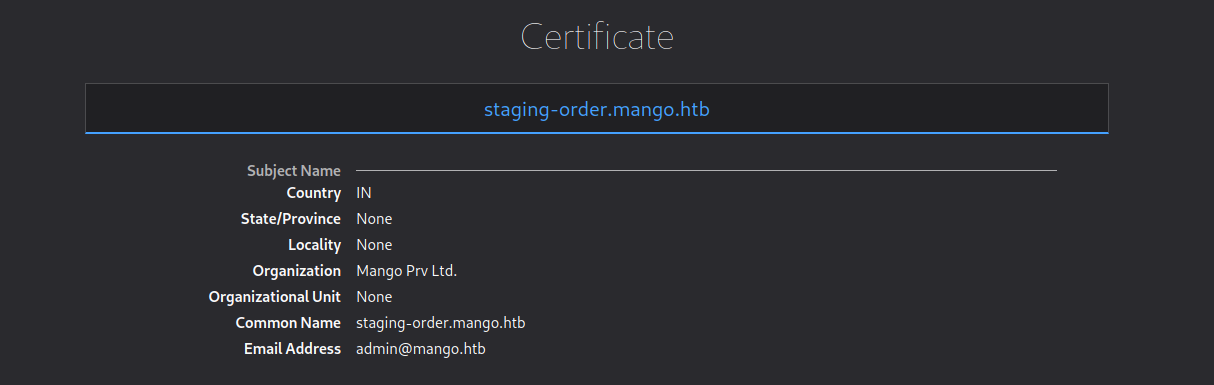 Certificate
staging-order.mango.htb
Subject Name
Country IN
State/Province None
Locality None
Organization Mango Prv Ltd.
Organizational Unit None
Common Name staging-order.mango.htb
Email Address admin@mango.htb